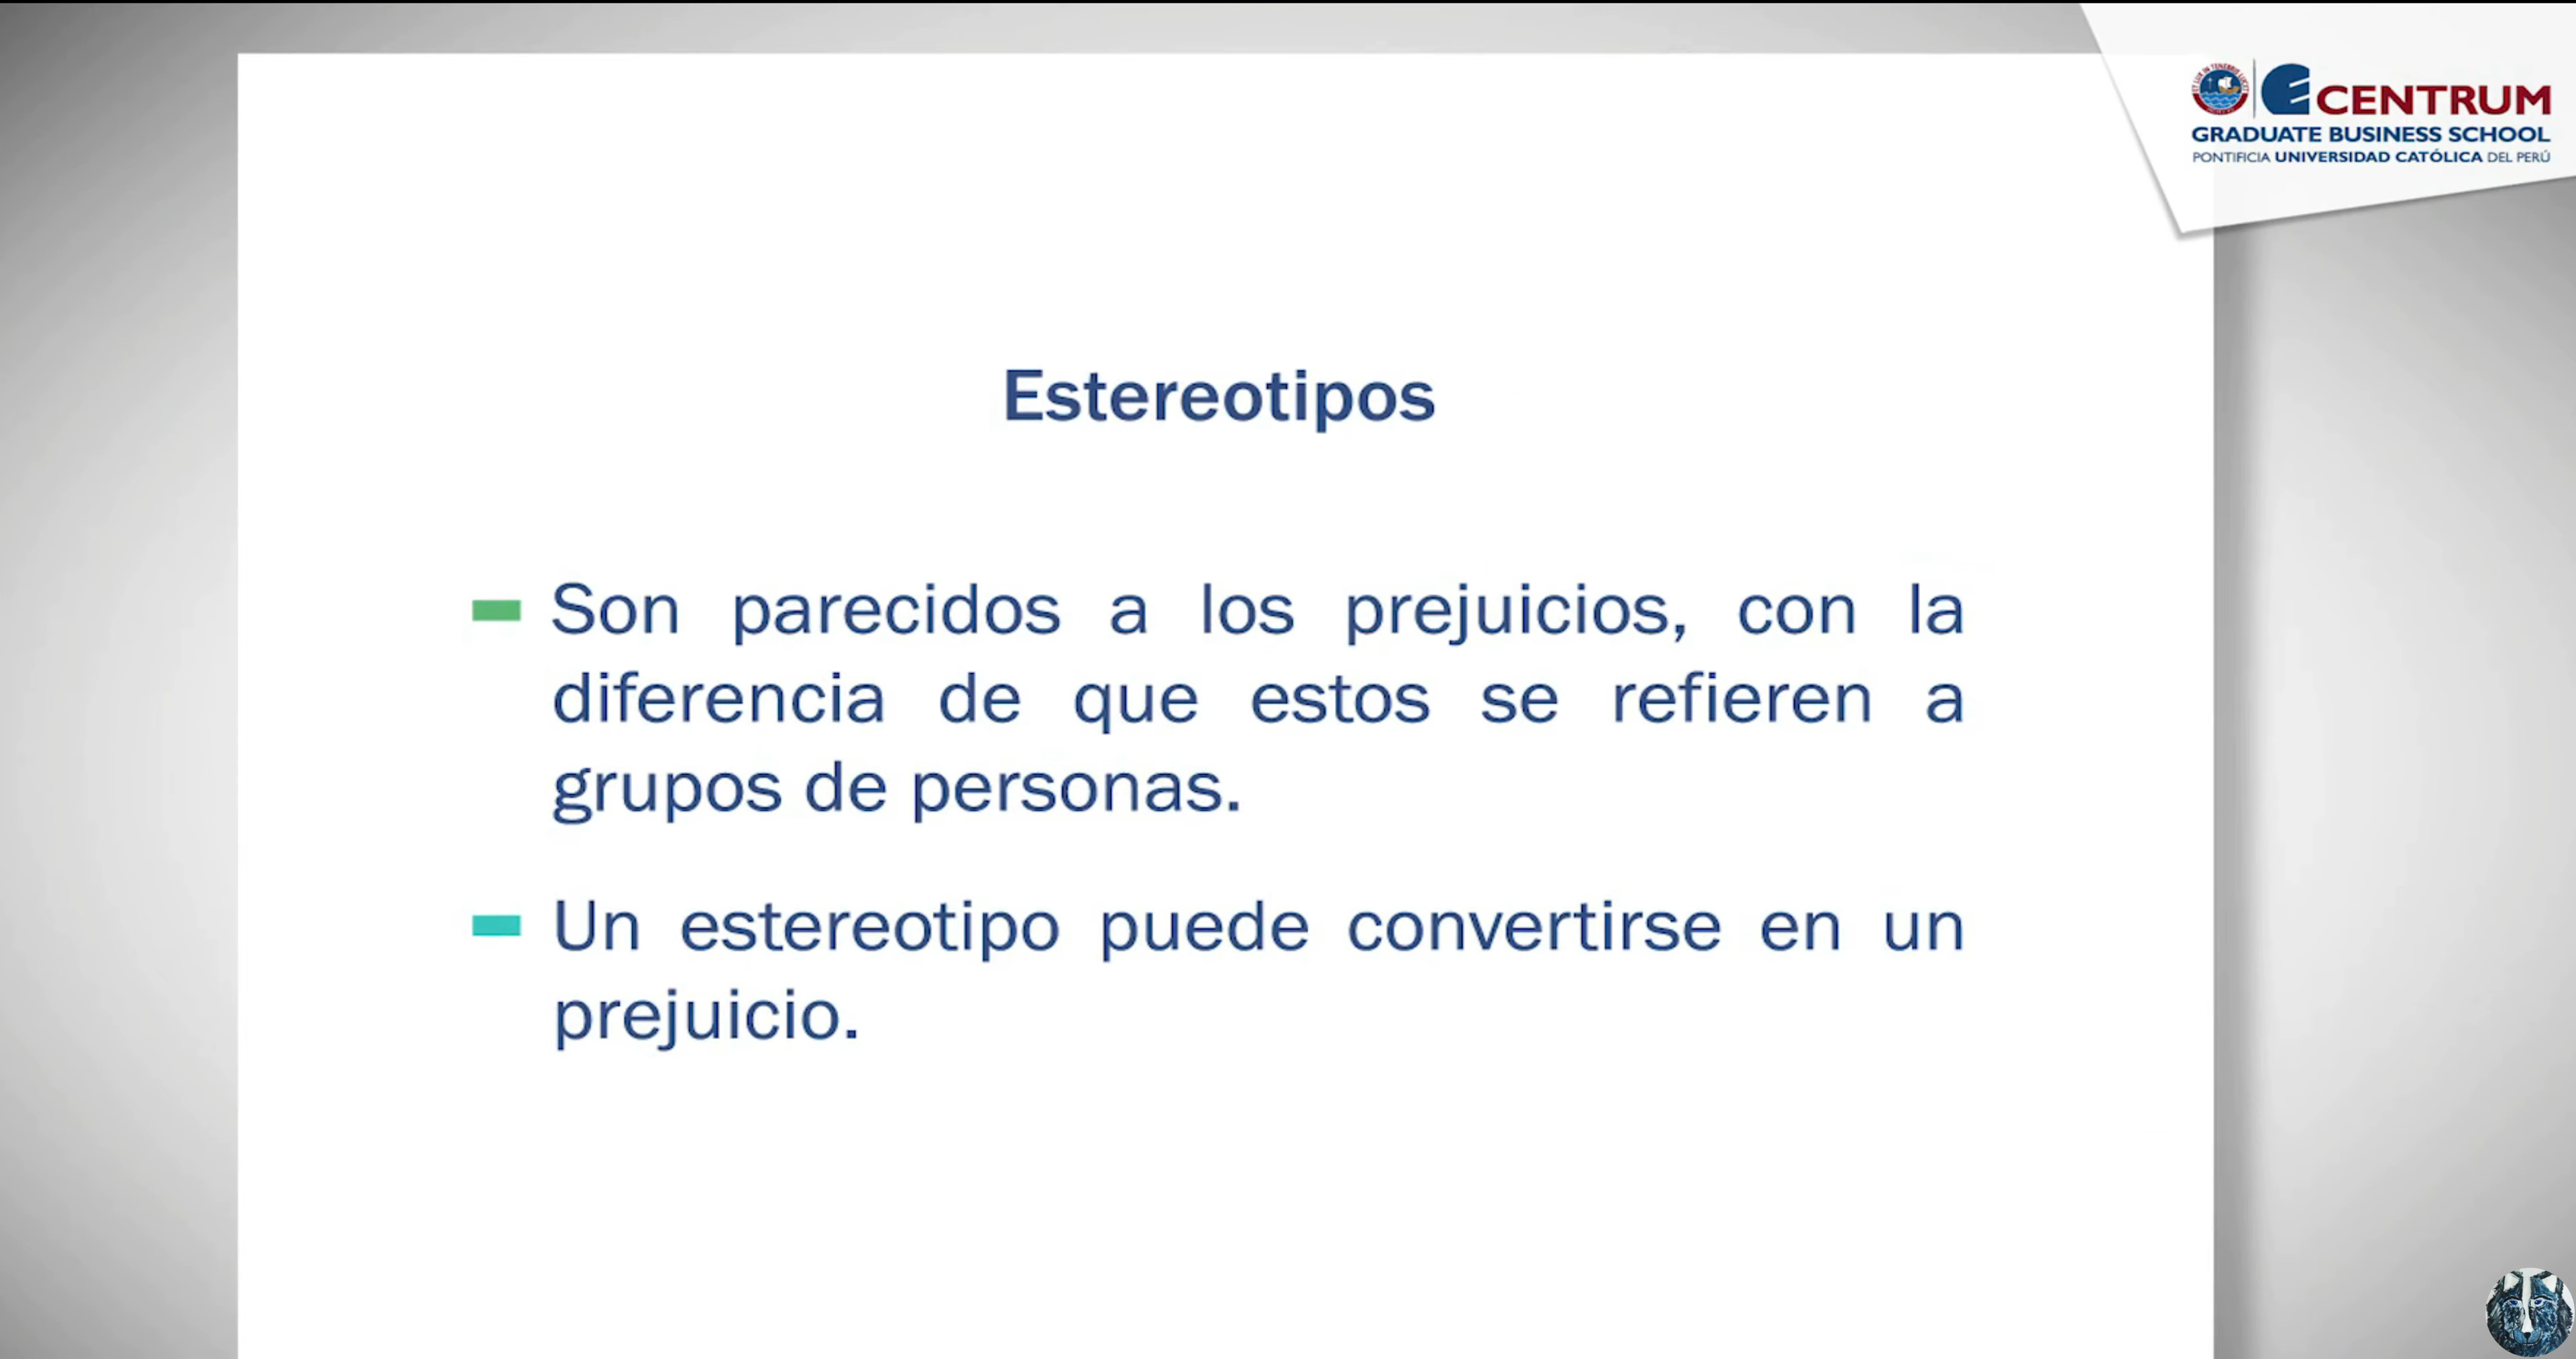 CENTRUM
GRADUATE BUSINESS SCHOOL
PONTIFICIA UNIVERSIDAD CATÓLICA DEL PERÚ
Estereotipos
Son parecidos a los prejuicios, con la
diferencia de que estos se refieren a
grupos de personas.
Un estereotipo puede convertirse en un
prejuicio.